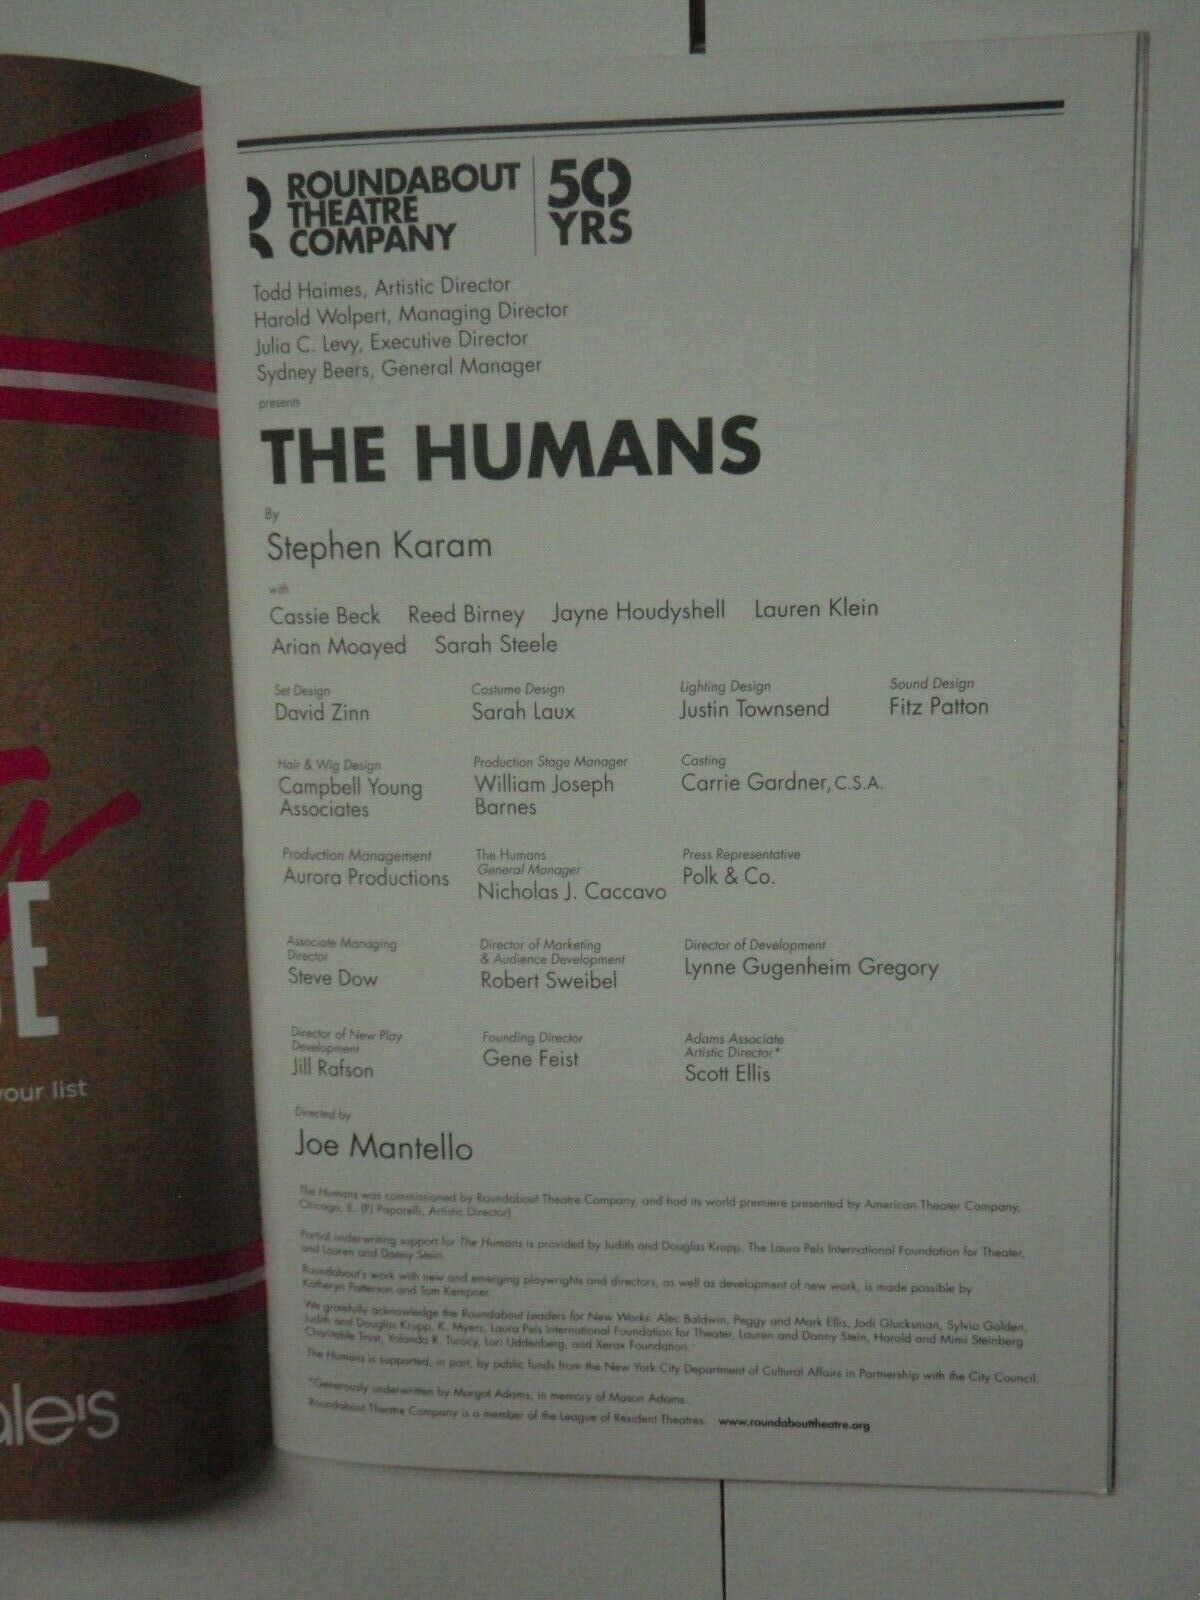 ROUNDABOUT
THEATRE
COMPANY
50
YRS
Todd Haimes, Artistic Director
Harold Wolpert, Managing Director
Julia C. Levy, Executive Director
Sydney Beers, General Manager
presents
THE HUMANS
By
Stephen Karam
with
Cassie Beck Reed Birney Jayne Houdyshell Lauren Klein
Arian Moayed Sarah Steele
Set Design
David Zinn
Costume Design
Sarah Laux
Lighting Design
Justin Townsend
Sound Design
Fitz Patton
Hair & Wig Design
Campbell Young
Associates
Production Stage Manager
William Joseph
Barnes
Casting
Carrie Gardner, C.S.A.
Production Management
Aurora Productions
The Humans
General Manager
Nicholas J. Caccavo
Press Representative
Polk & Co.
Associate Managing
Director
Steve Dow
Director of Marketing
& Audience Development
Robert Sweibel
Director of Development
Lynne Gugenheim Gregory
Director of New Play
Development
Jill Rafson
Founding Director
Gene Feist
Adams Associate
Artistic Director*
Scott Ellis
Directed by
Joe Mantello
The Humans was commissioned by Roundabout Theatre Company, and had its world premiere presented by American Theater Company,
Chicago, IL (PJ Paparelli, Artistic Director)
Partial underwriting support for The Humans is provided by Judith and Douglas Krupp, The Laura Pels International Foundation for Theater,
and Lauren and Danny Stein.
Roundabout's work with new and emerging playwrights and directors, as well as development of new work, is made possible by
Katheryn Patterson and Tom Kempner.
We gratefully acknowledge the Roundabout Leaders for New Works: Alec Baldwin, Peggy and Mark Ellis, Jodi Glucksman, Sylvia Golden,
Judith and Douglas Krupp, K. Myers, Laura Pels International Foundation for Theater, Lauren and Danny Stein, Harold and Mimi Steinberg
Charitable Trust, Yolanda R. Turocy, Lori Uddenberg, and Xerox Foundation.
The Humans is supported, in part, by public funds from the New York City Department of Cultural Affairs in Partnership with the City Council.
*Generously underwritten by Margot Adams, in memory of Mason Adams.
Roundabout Theatre Company is a member of the League of Resident Theatres. www.roundabouttheatre.org
E
your list
ale's